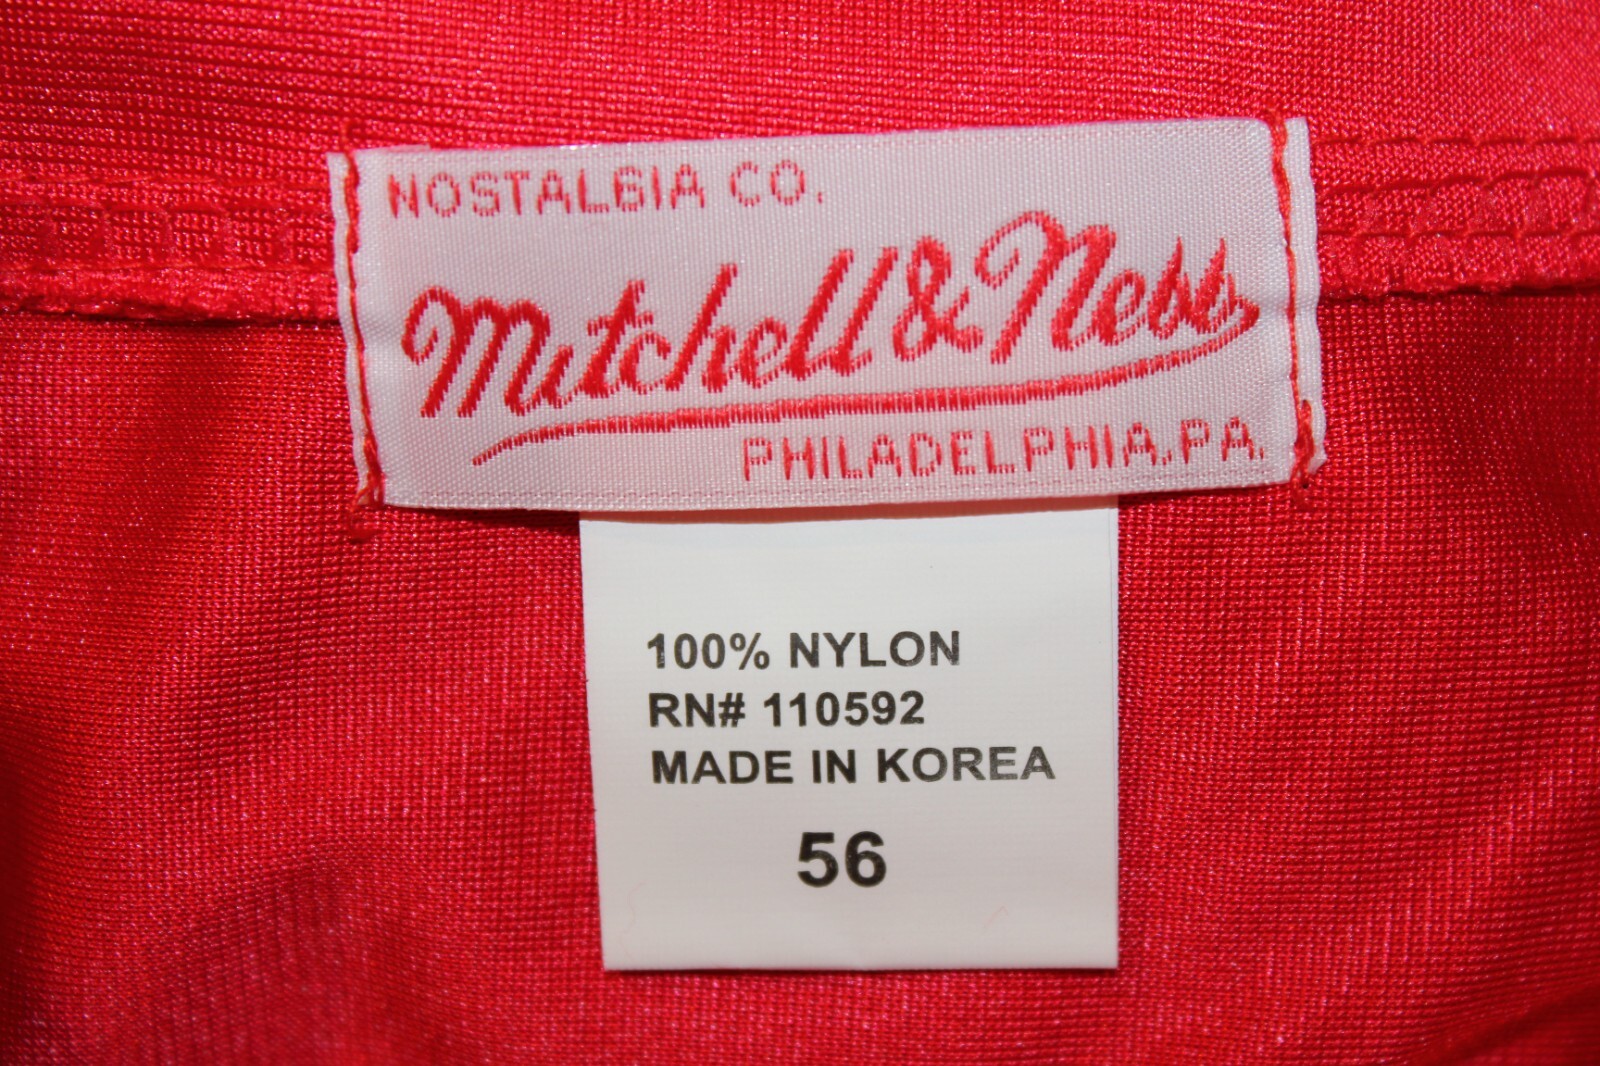 NOSTALGIA CO.
Mitchell & Ness
PHILADELPHIA, PA.
100% NYLON
RN# 110592
MADE IN KOREA
56